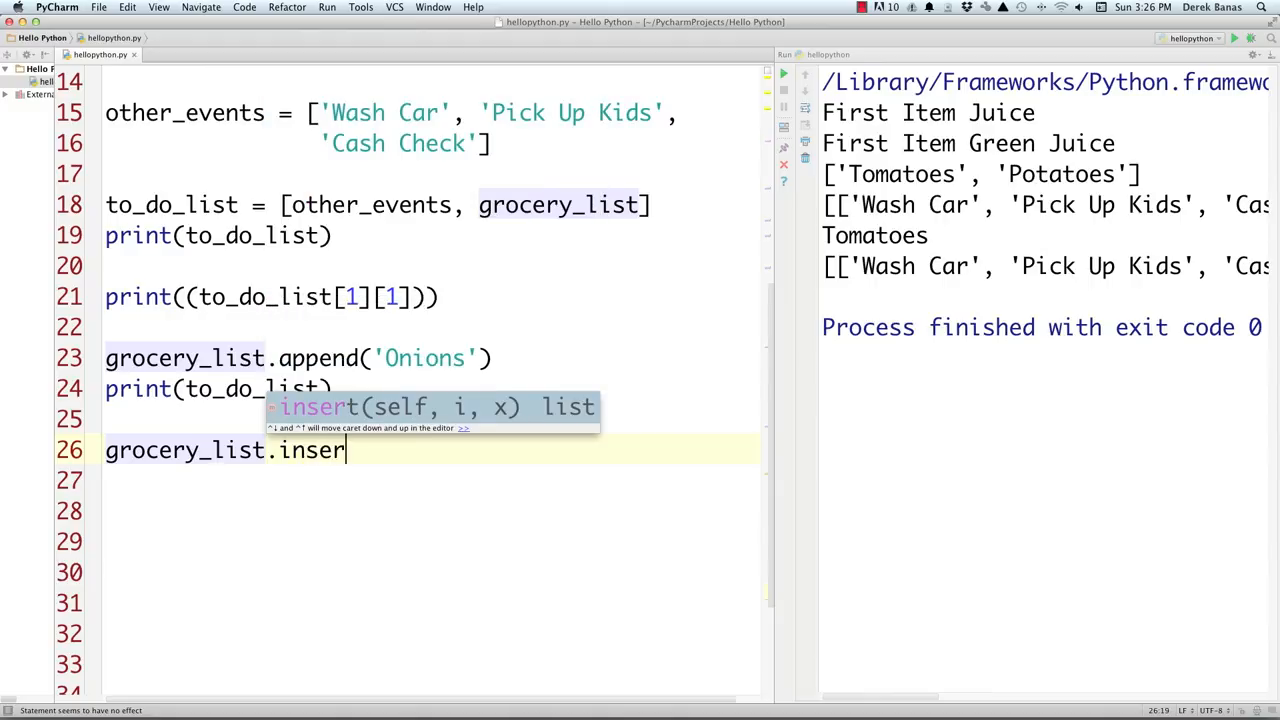 PyCharm File Edit View Navigate Code Refactor Run Tools VCS Window Help 10 Sun 3:26 PM Derek Banas
hellopython.py - Hello Python - [~/PycharmProjects/Hello Python]
Hello Python hellopython.py hellopython
hellopython.py Run hellopython
Hello P
hell
Externa
14
15 other_events = ['Wash Car', 'Pick Up Kids',
16 'Cash Check']
17
18 to_do_list = [other_events, grocery_list]
19 print(to_do_list)
20
21 print((to_do_list[1][1]))
22
23 grocery_list.append('Onions')
24 print(to_do_list)
25
insert(self, i, x) list
^↓ and ^↑ will move caret down and up in the editor >>
26 grocery_list.inser
27
28
29
30
31
32
33
34
/Library/Frameworks/Python.framewo
First Item Juice
First Item Green Juice
['Tomatoes', 'Potatoes']
[['Wash Car', 'Pick Up Kids', 'Cas
Tomatoes
[['Wash Car', 'Pick Up Kids', 'Cas
Process finished with exit code 0
Statement seems to have no effect 26:19 LF UTF-8